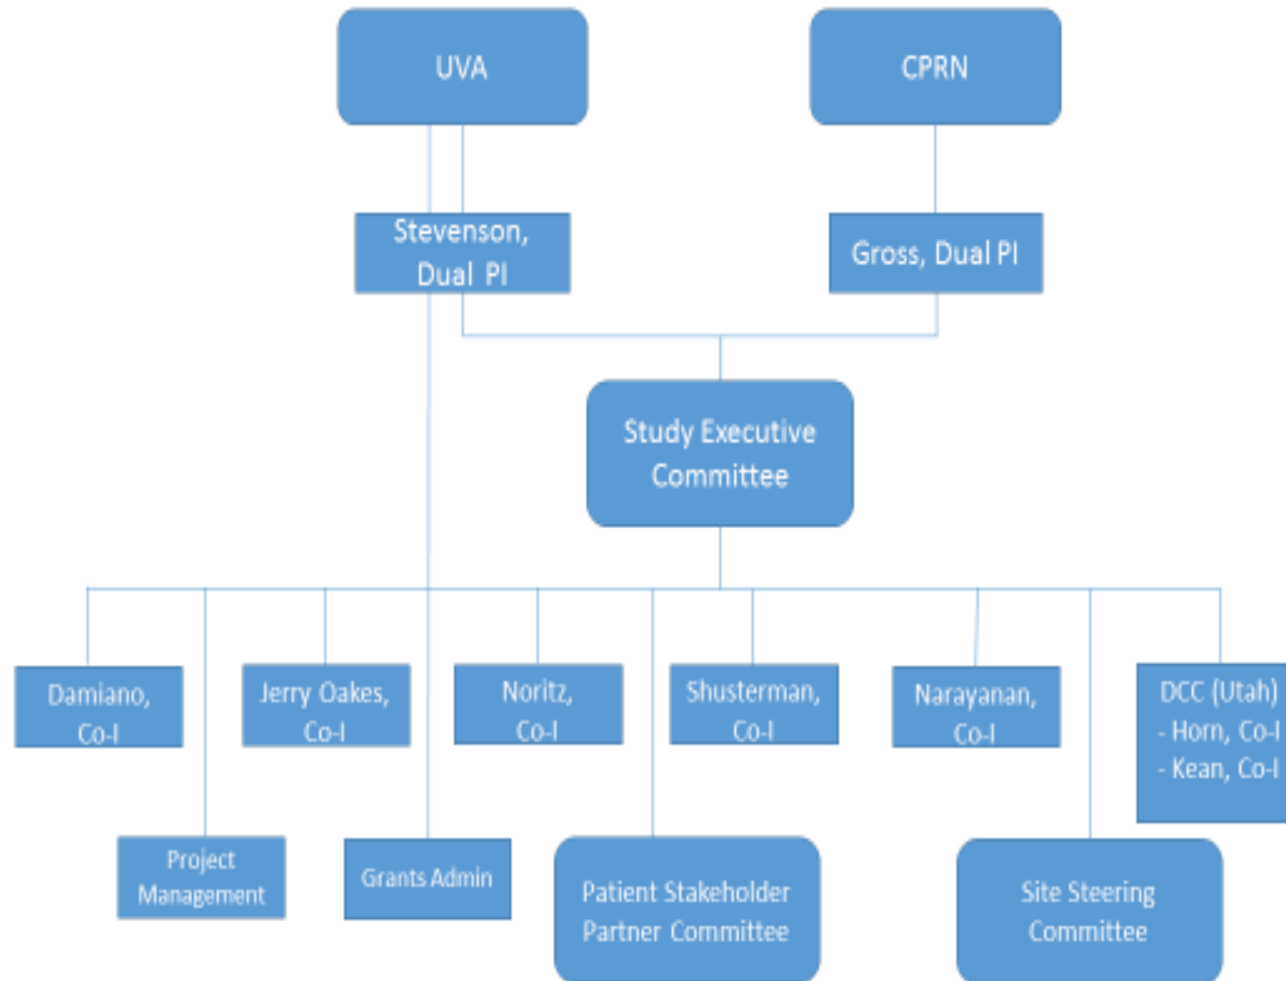 UVA
CPRN
Stevenson,
Dual PI
Gross, Dual PI
Study Executive
Committee
Damiano,
Co-I
Jerry Oakes,
Co-I
Noritz,
Co-I
Shusterman,
Co-I
Narayanan,
Co-I
DCC (Utah)
- Horn, Co-I
- Kean, Co-I
Project
Management
Grants Admin
Patient Stakeholder
Partner Committee
Site Steering
Committee